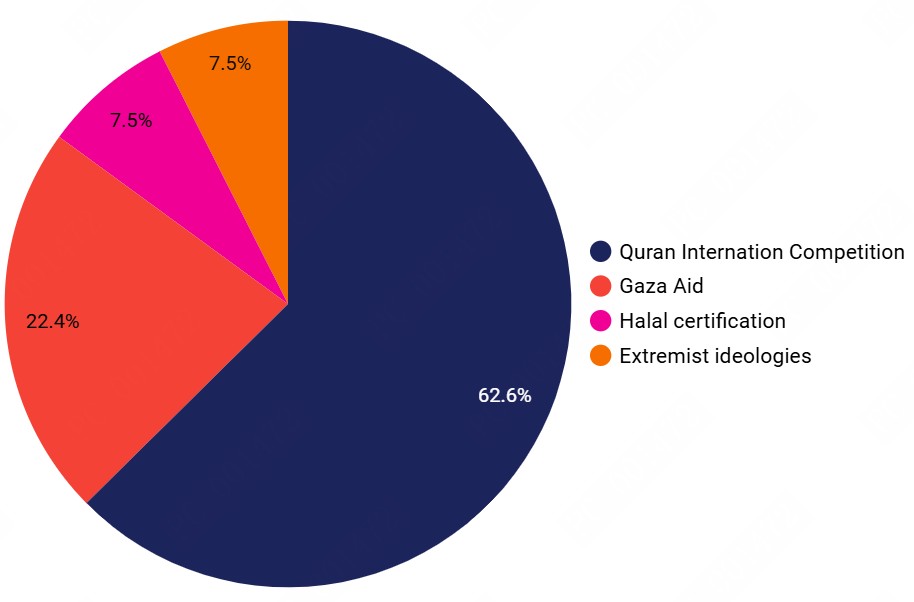 7.5%
7.5%
22.4%
62.6%
Quran Internation Competition
Gaza Aid
Halal certification
Extremist ideologies